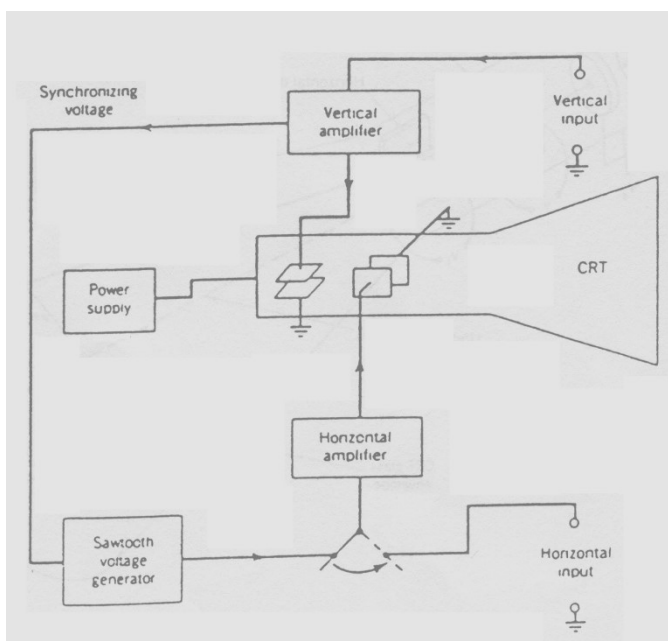 Synchronizing
voltage
Vertical
amplifier
Vertical
input
Power
supply
CRT
Horizontal
amplifier
Sawtooth
voltage
generator
Horizontal
input